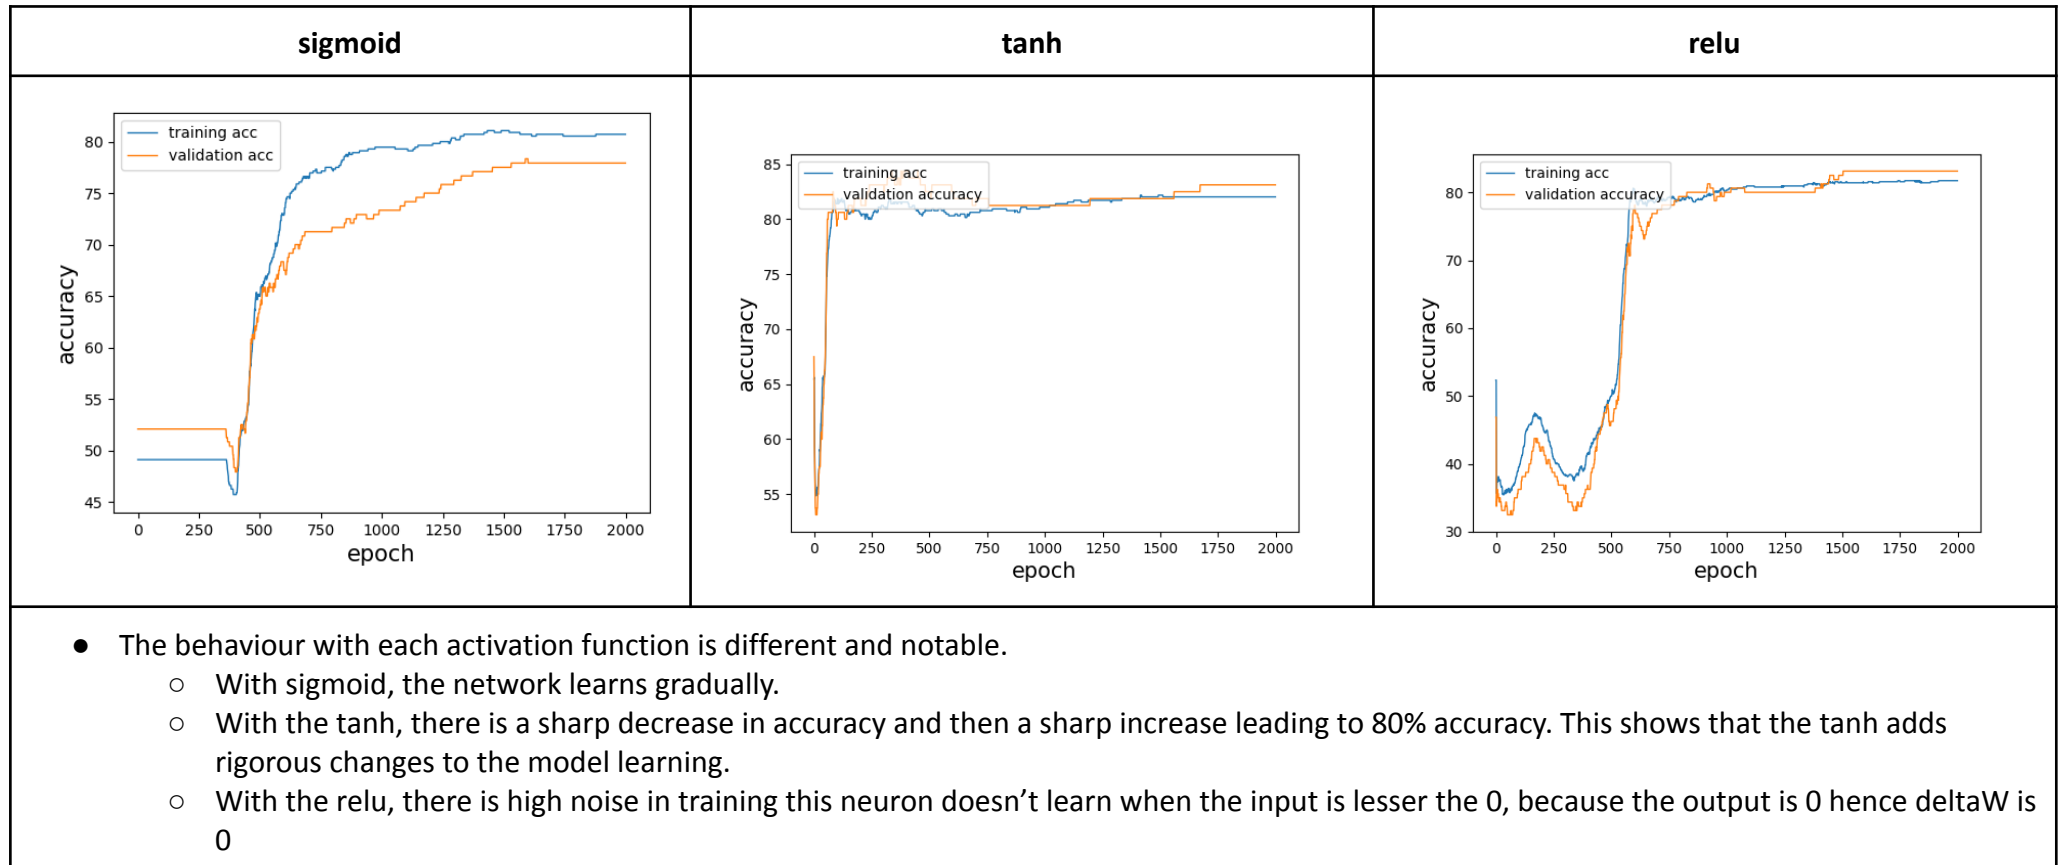 sigmoid
tanh
relu
training acc
validation acc
accuracy
80
75
70
65
60
55
50
45
0 250 500 750 1000 1250 1500 1750 2000
epoch
training acc
validation accuracy
accuracy
85
80
75
70
65
60
55
0 250 500 750 1000 1250 1500 1750 2000
epoch
training acc
validation accuracy
accuracy
80
70
60
50
40
30
0 250 500 750 1000 1250 1500 1750 2000
epoch
● The behaviour with each activation function is different and notable.
○ With sigmoid, the network learns gradually.
○ With the tanh, there is a sharp decrease in accuracy and then a sharp increase leading to 80% accuracy. This shows that the tanh adds
rigorous changes to the model learning.
○ With the relu, there is high noise in training this neuron doesn’t learn when the input is lesser the 0, because the output is 0 hence deltaW is
0